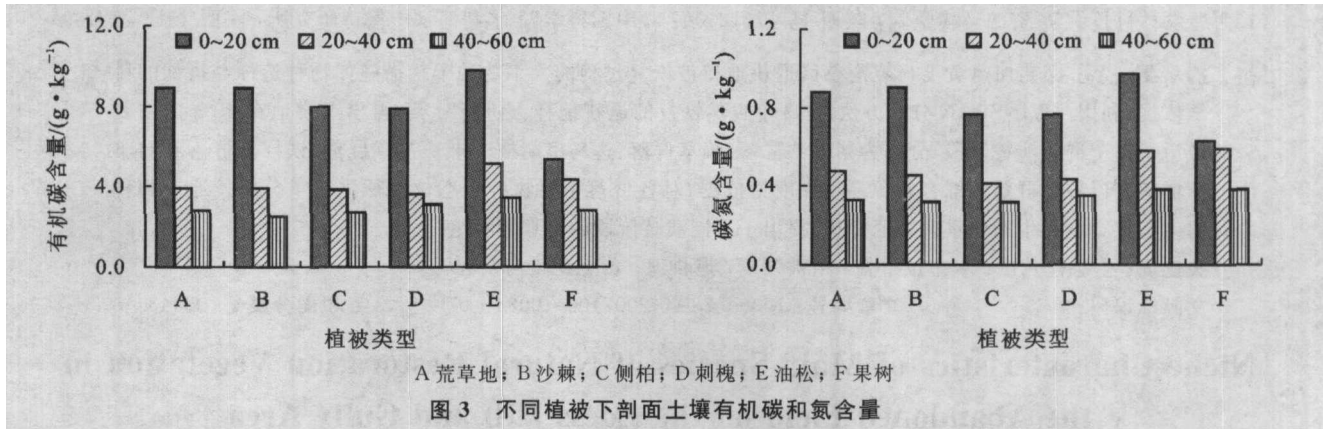 12.0
8.0
4.0
0.0
有机碳含量/(g·kg⁻¹)
0~20 cm 20~40 cm 40~60 cm
A B C D E F
植被类型
1.2
0.8
0.4
0.0
碳氮含量/(g·kg⁻¹)
0~20 cm 20~40 cm 40~60 cm
A B C D E F
植被类型
A 荒草地；B 沙棘；C 侧柏；D 刺槐；E 油松；F 果树
图 3 不同植被下剖面土壤有机碳和氮含量